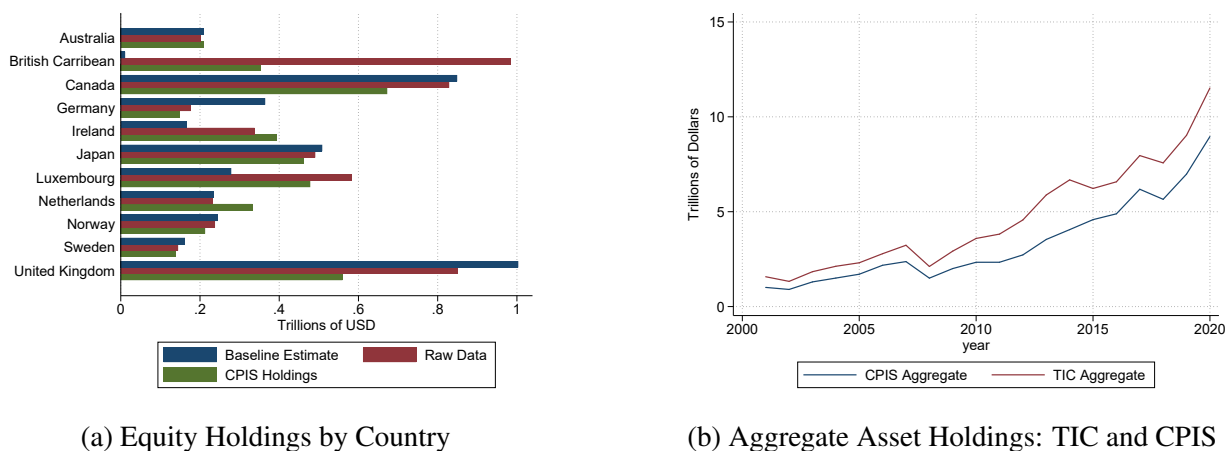 Australia
British Carribean
Canada
Germany
Ireland
Japan
Luxembourg
Netherlands
Norway
Sweden
United Kingdom
0 .2 .4 .6 .8 1
Trillions of USD
Baseline Estimate Raw Data
CPIS Holdings
(a) Equity Holdings by Country
15
10
5
0
Trillions of Dollars
2000 2005 2010 2015 2020
year
CPIS Aggregate TIC Aggregate
(b) Aggregate Asset Holdings: TIC and CPIS